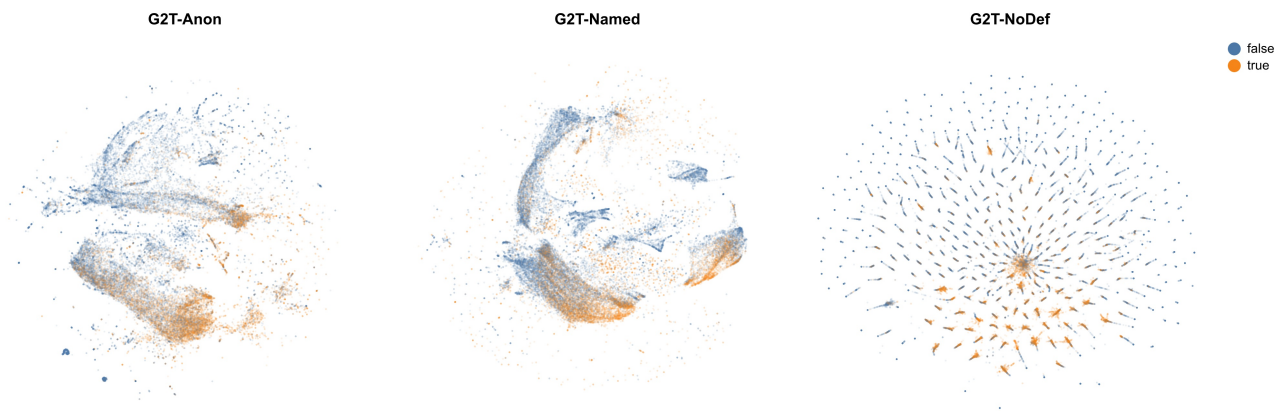 G2T-Anon
G2T-Named
G2T-NoDef
false
true